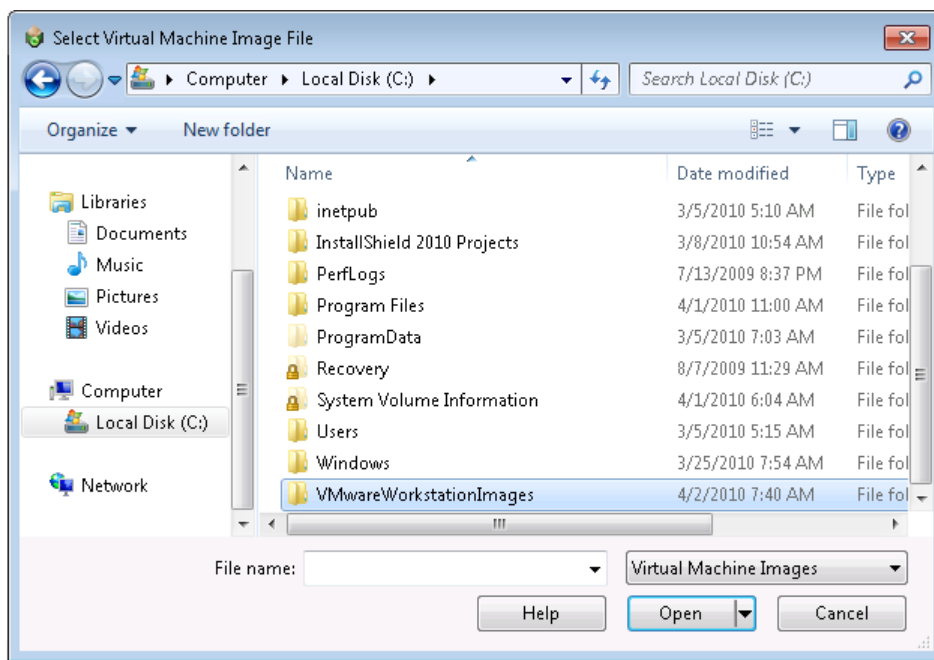 Select Virtual Machine Image File
Computer Local Disk (C:) Search Local Disk (C:)
Organize New folder
Name Date modified Type
Libraries
Documents
Music
Pictures
Videos
Computer
Local Disk (C:)
Network
inetpub 3/5/2010 5:10 AM File fol
InstallShield 2010 Projects 3/8/2010 10:54 AM File fol
PerfLogs 7/13/2009 8:37 PM File fol
Program Files 4/1/2010 11:00 AM File fol
ProgramData 3/5/2010 7:03 AM File fol
Recovery 8/7/2009 11:29 AM File fol
System Volume Information 4/1/2010 6:04 AM File fol
Users 3/5/2010 5:15 AM File fol
Windows 3/25/2010 7:54 AM File fol
VMwareWorkstationImages 4/2/2010 7:40 AM File fol
File name: Virtual Machine Images
Help Open Cancel